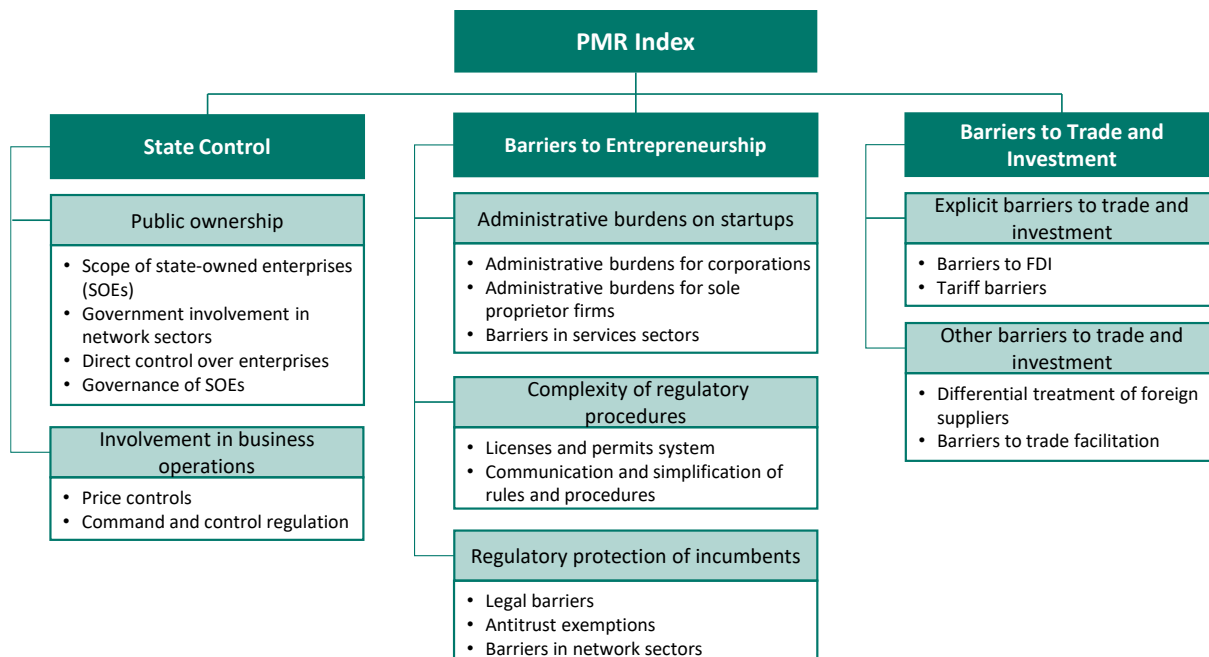 PMR Index
State Control
Public ownership
• Scope of state-owned enterprises
(SOEs)
• Government involvement in
network sectors
• Direct control over enterprises
• Governance of SOEs
Involvement in business
operations
• Price controls
• Command and control regulation
Barriers to Entrepreneurship
Administrative burdens on startups
• Administrative burdens for corporations
• Administrative burdens for sole
proprietor firms
• Barriers in services sectors
Complexity of regulatory
procedures
• Licenses and permits system
• Communication and simplification of
rules and procedures
Regulatory protection of incumbents
• Legal barriers
• Antitrust exemptions
• Barriers in network sectors
Barriers to Trade and
Investment
Explicit barriers to trade and
investment
• Barriers to FDI
• Tariff barriers
Other barriers to trade and
investment
• Differential treatment of foreign
suppliers
• Barriers to trade facilitation